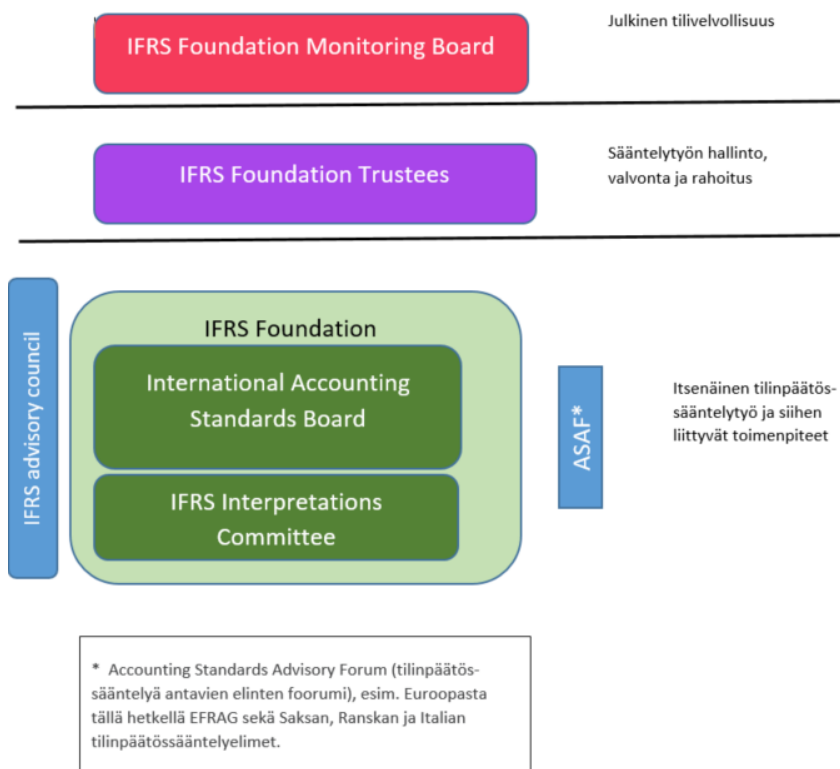 IFRS Foundation Monitoring Board
Julkinen tilivelvollisuus
IFRS Foundation Trustees
Sääntelytyön hallinto,
valvonta ja rahoitus
IFRS advisory council
IFRS Foundation
International Accounting
Standards Board
IFRS Interpretations
Committee
ASAF*
Itsenäinen tilinpäätös-
sääntelytyö ja siihen
liittyvät toimenpiteet
* Accounting Standards Advisory Forum (tilinpäätös-
sääntelyä antavien elinten foorumi), esim. Euroopasta
tällä hetkellä EFRAG sekä Saksan, Ranskan ja Italian
tilinpäätössääntelyelimet.